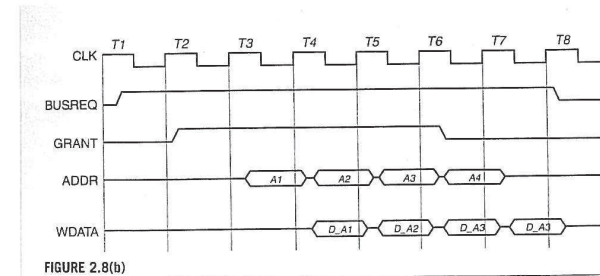 T1 T2 T3 T4 T5 T6 T7 T8
CLK
BUSREQ
GRANT
ADDR A1 A2 A3 A4
WDATA D_A1 D_A2 D_A3 D_A3
FIGURE 2.8(b)